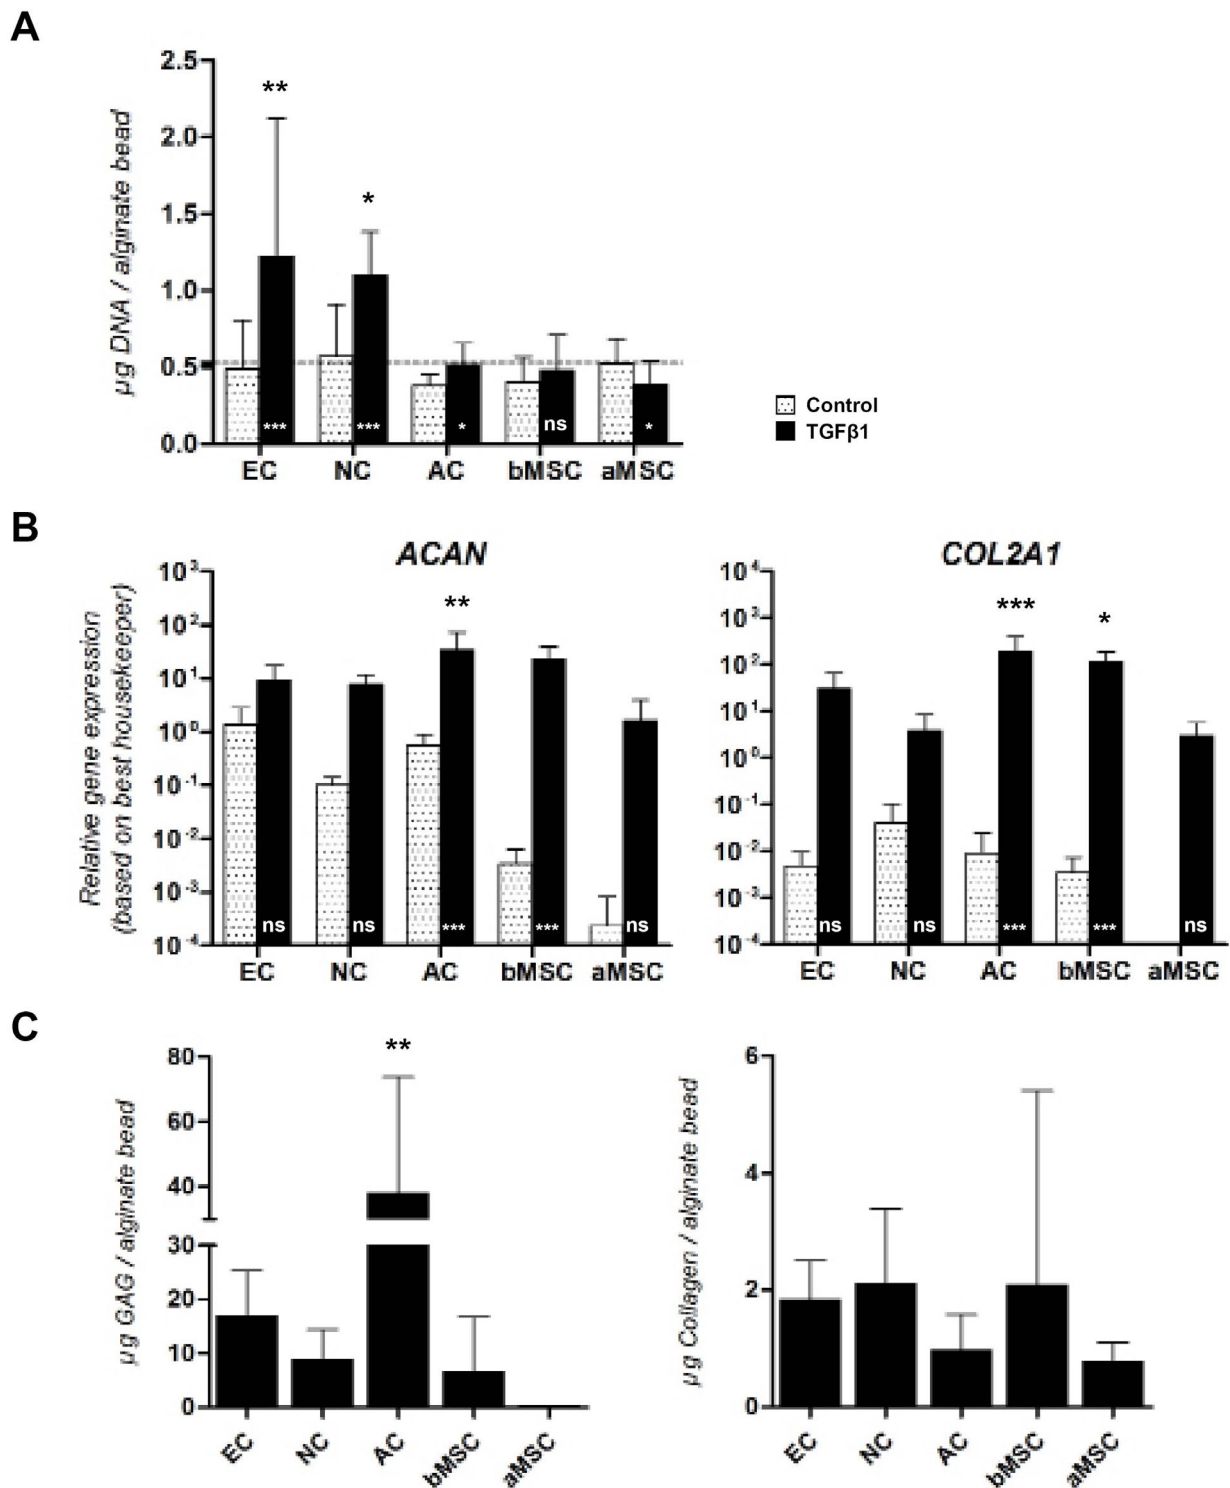 A
µg DNA / alginate bead
2.5
2.0
1.5
1.0
0.5
0.0
**
*
***
***
*
ns
*
EC NC AC bMSC aMSC
Control
TGFβ1
B
Relative gene expression
(based on best housekeeper)
ACAN
10³
10²
10¹
10⁰
10⁻¹
10⁻²
10⁻³
10⁻⁴
**
ns ns *** *** ns
EC NC AC bMSC aMSC
COL2A1
10⁴
10³
10²
10¹
10⁰
10⁻¹
10⁻²
10⁻³
10⁻⁴
***
*
ns ns *** *** ns
EC NC AC bMSC aMSC
C
µg GAG / alginate bead
80
60
40
30
20
10
0
**
EC NC AC bMSC aMSC
µg Collagen / alginate bead
6
4
2
0
EC NC AC bMSC aMSC